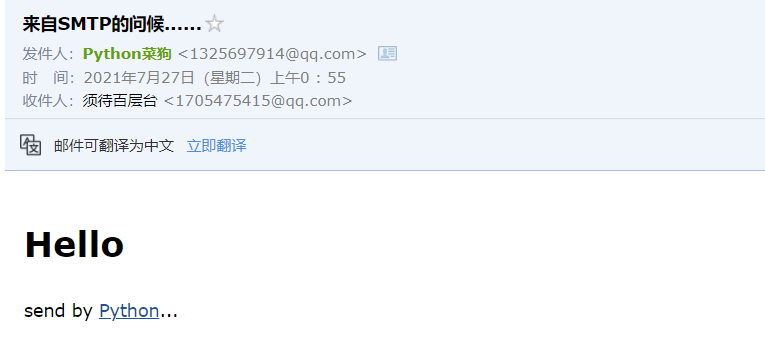 来自SMTP的问候......
发件人：Python菜狗 <1325697914@qq.com>
时　间：2021年7月27日（星期二）上午0：55
收件人：须待百层台 <1705475415@qq.com>
邮件可翻译为中文 立即翻译
Hello
send by Python...